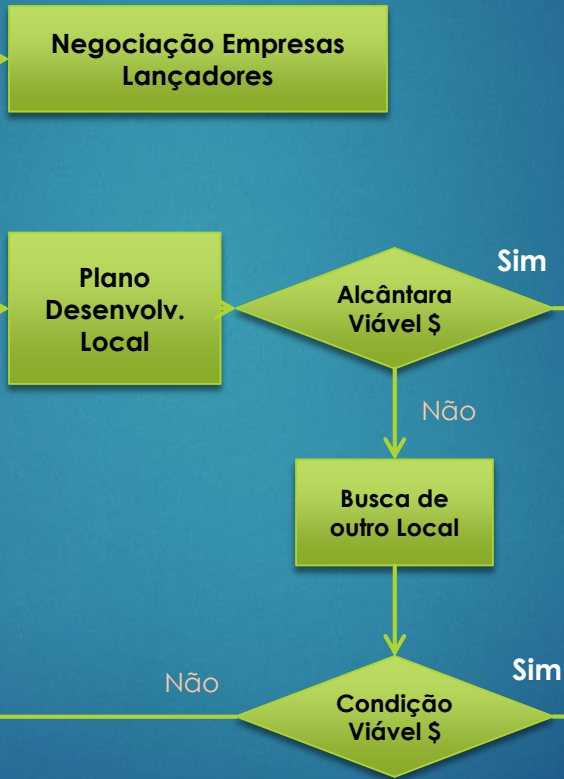 Negociação Empresas
Lançadores
Plano
Desenvolv.
Local
Alcântara
Viável $
Sim
Não
Busca de
outro Local
Não
Condição
Viável $
Sim